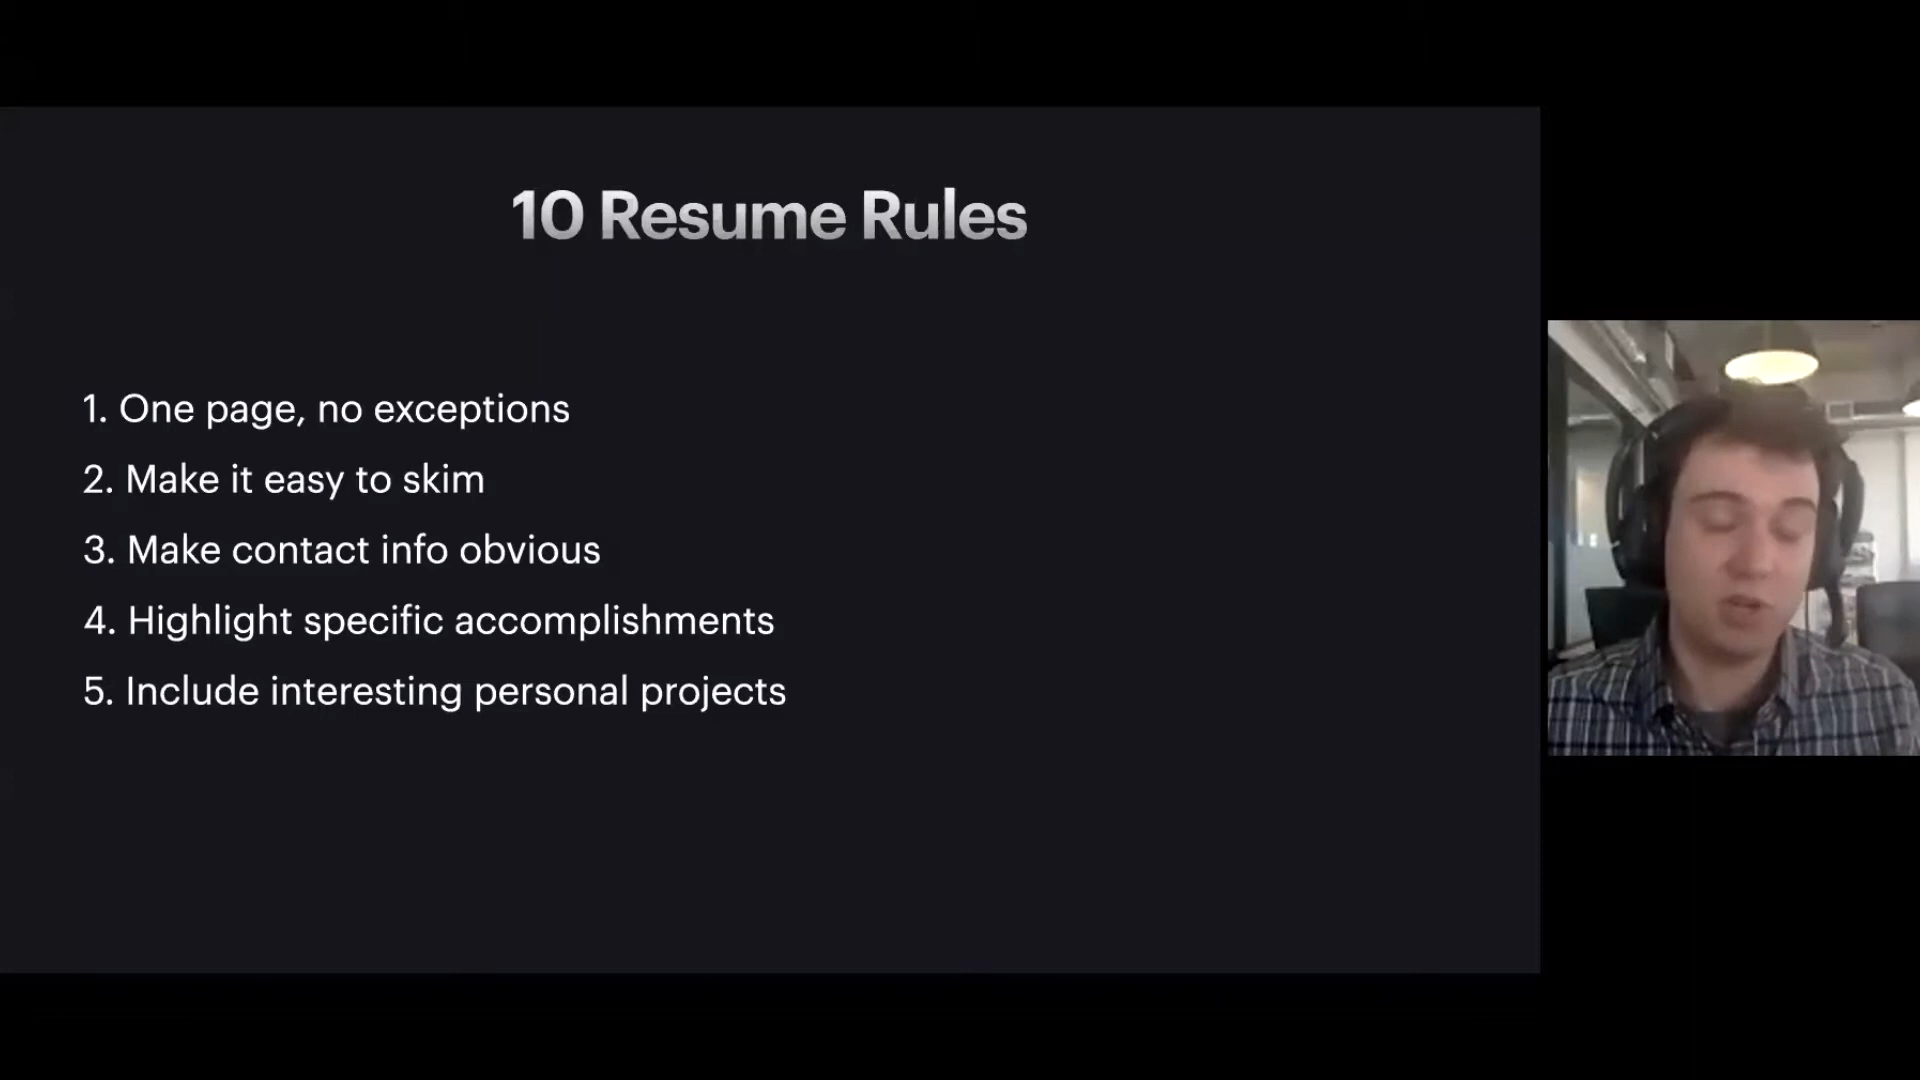 10 Resume Rules
1. One page, no exceptions
2. Make it easy to skim
3. Make contact info obvious
4. Highlight specific accomplishments
5. Include interesting personal projects